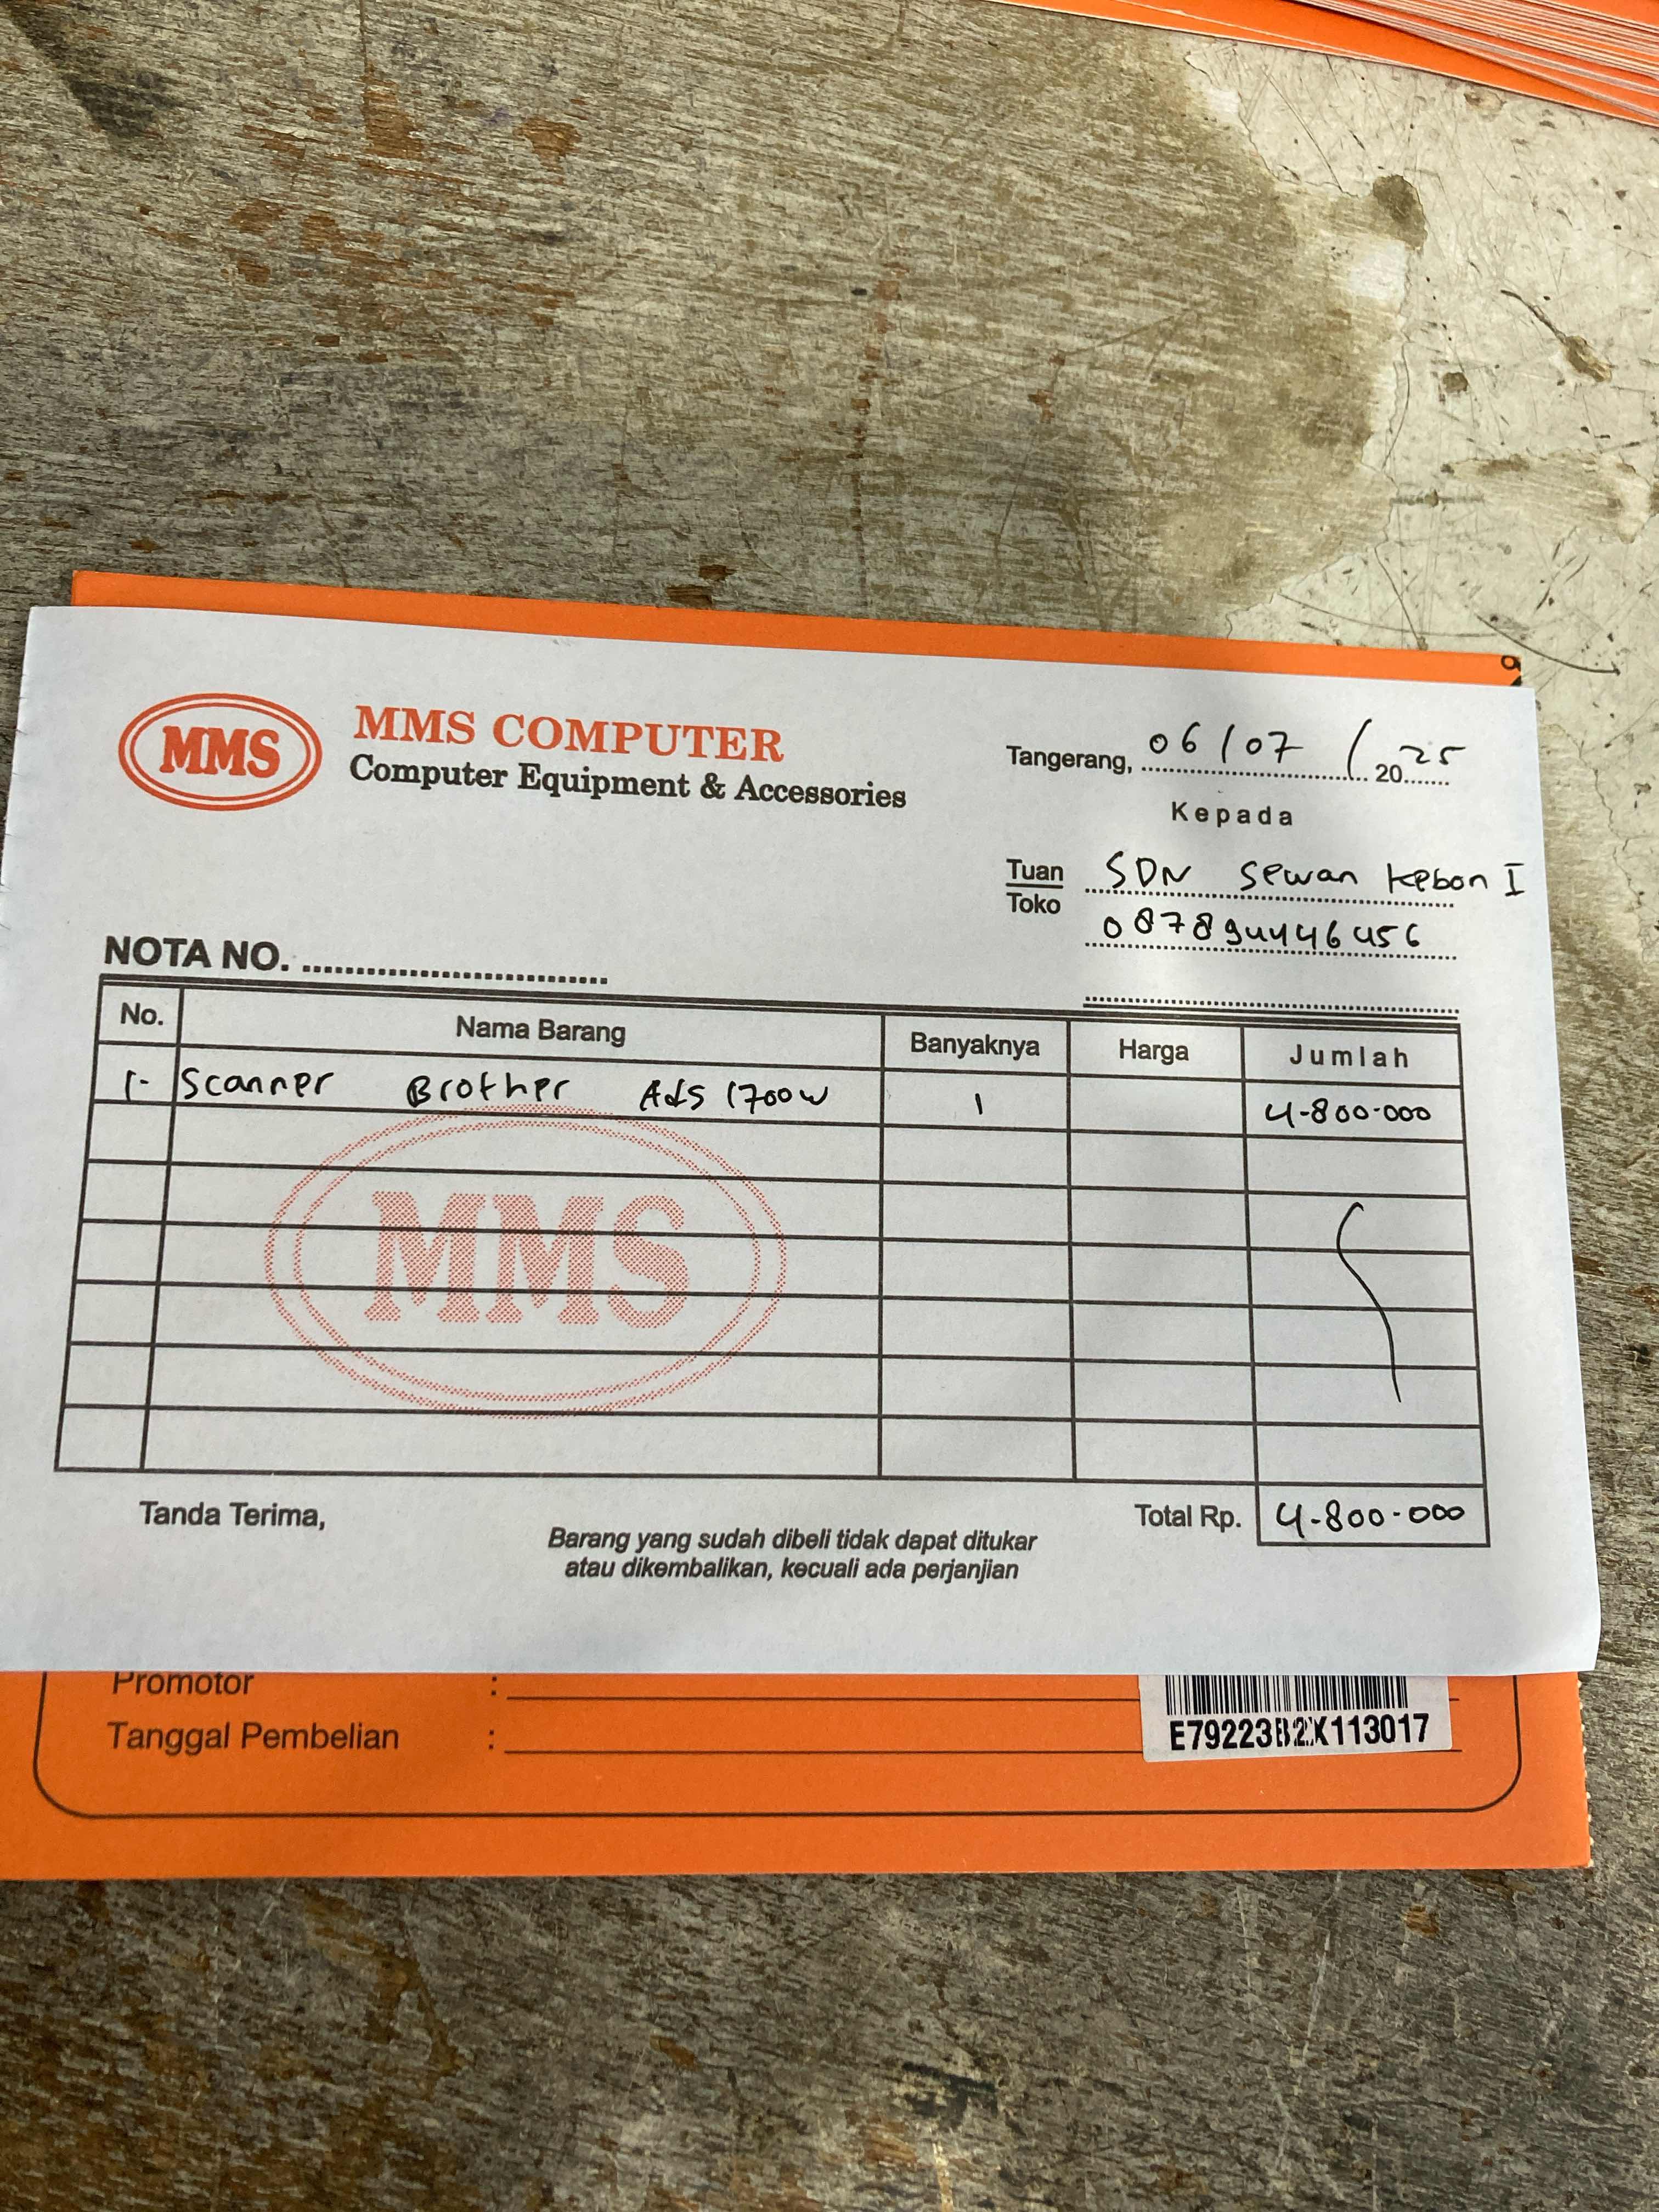 MMS
MMS COMPUTER
Computer Equipment & Accessories
Tangerang, 06/07 / 2025
Kepada
Tuan SDN Sewan Kebon I
Toko 087894446456
NOTA NO.
No. Nama Barang Banyaknya Harga Jumlah
1- Scanner Brother Ads 1700w 1 4-800-000
MMS
Tanda Terima,
Total Rp. 4-800-000
Barang yang sudah dibeli tidak dapat ditukar
atau dikembalikan, kecuali ada perjanjian
Promotor :
Tanggal Pembelian :
E79223B2X113017